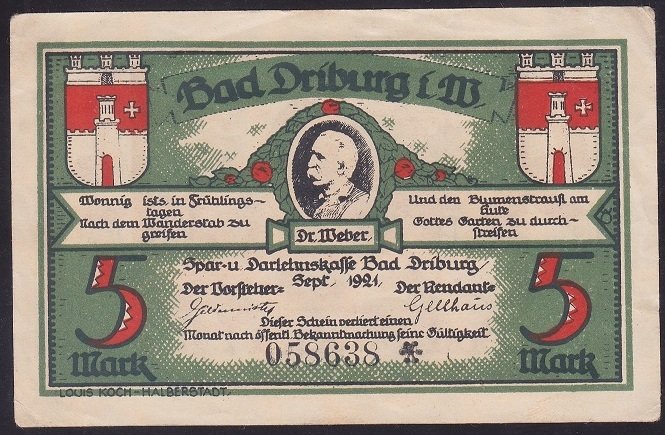 Bad Driburg i. W.
Wonnig ists, in Frühlings-
tagen
Nach dem Wanderstab zu
greifen
Und den Blumenstrauß am
Hute
Gottes Garten zu durch-
streifen
Dr. Weber.
Spar-u. Darlehnskasse Bad Driburg
Sept. 1921.
Der Vorsteher:
Der Rendant:
Gellhaus
Dieser Schein verliert einen
Monat nach öffentl. Bekanntmachung seine Gültigkeit
058638
5
Mark
5
Mark
LOUIS KOCH-HALBERSTADT.